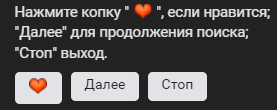 Нажмите копку " ❤ ", если нравится;
"Далее" для продолжения поиска;
"Стоп" выход.
❤ Далее Стоп